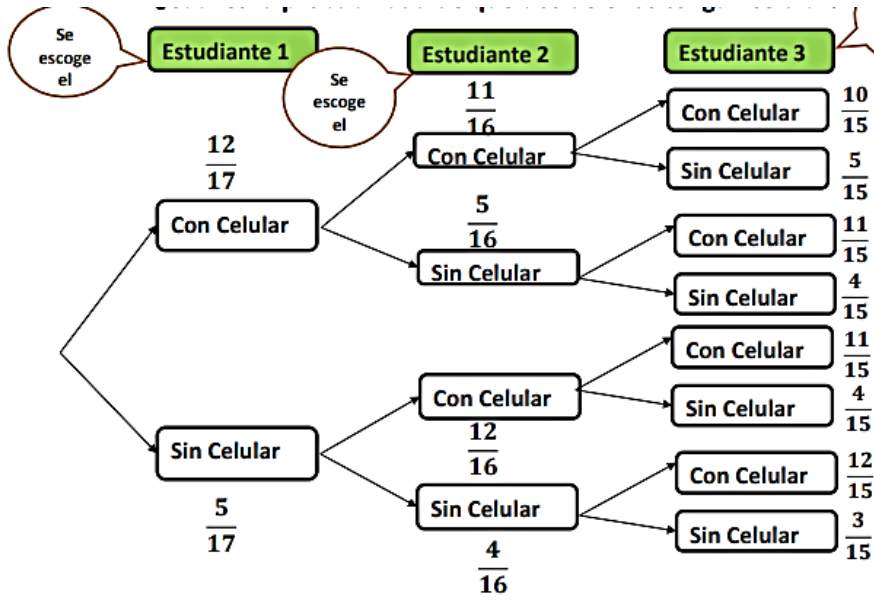 Se
escoge
el
Estudiante 1
Se
escoge
el
Estudiante 2
Estudiante 3
12/17
Con Celular
5/17
Sin Celular
11/16
Con Celular
5/16
Sin Celular
Con Celular
12/16
Sin Celular
4/16
Con Celular 10/15
Sin Celular 5/15
Con Celular 11/15
Sin Celular 4/15
Con Celular 11/15
Sin Celular 4/15
Con Celular 12/15
Sin Celular 3/15